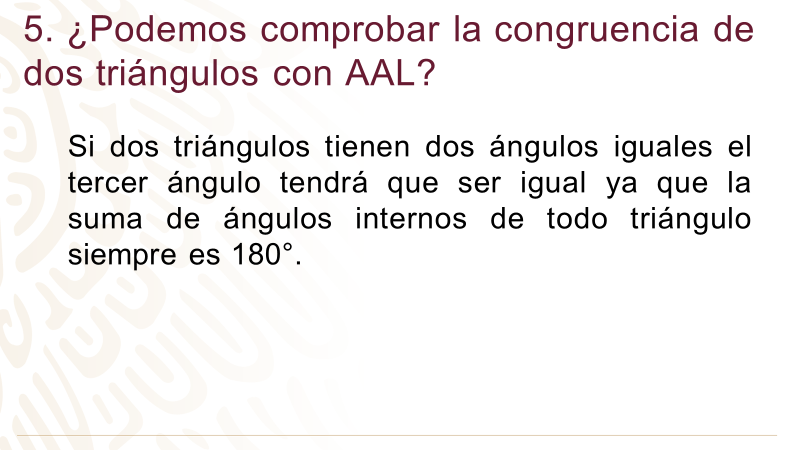 5. ¿Podemos comprobar la congruencia de
dos triángulos con AAL?
Si dos triángulos tienen dos ángulos iguales el
tercer ángulo tendrá que ser igual ya que la
suma de ángulos internos de todo triángulo
siempre es 180°.